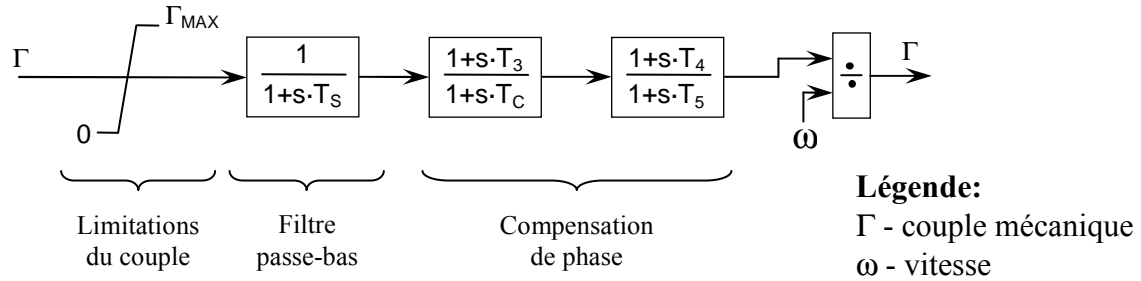 Γ
ΓMAX
0
1
1+s·TS
1+s·T3
1+s·TC
1+s·T4
1+s·T5
÷
Γ
ω
Limitations
du couple
Filtre
passe-bas
Compensation
de phase
Légende:
Γ - couple mécanique
ω - vitesse